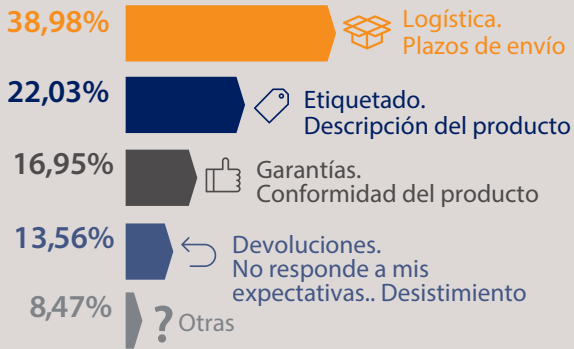 38,98%
Logística.
Plazos de envío
22,03%
Etiquetado.
Descripción del producto
16,95%
Garantías.
Conformidad del producto
13,56%
Devoluciones.
No responde a mis
expectativas.. Desistimiento
8,47%
? Otras